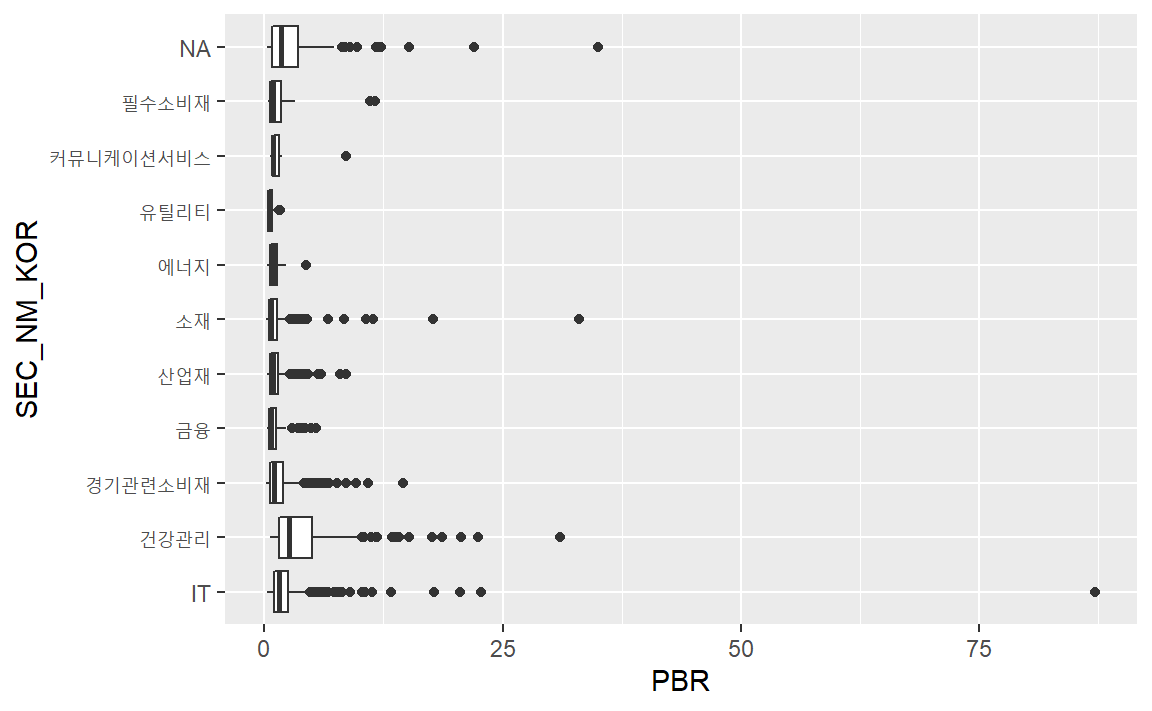 SEC_NM_KOR
NA
필수소비재
커뮤니케이션서비스
유틸리티
에너지
소재
산업재
금융
경기관련소비재
건강관리
IT
0 25 50 75
PBR